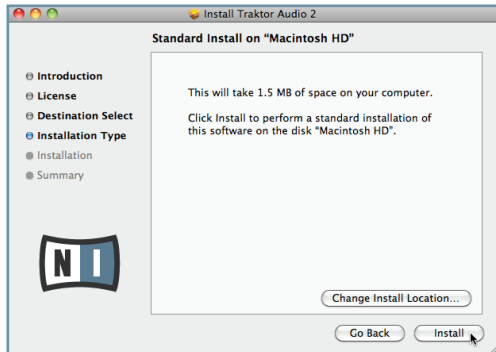 Install Traktor Audio 2
Standard Install on “Macintosh HD”
Introduction
License
Destination Select
Installation Type
Installation
Summary
This will take 1.5 MB of space on your computer.
Click Install to perform a standard installation of
this software on the disk “Macintosh HD”.
NI
Change Install Location...
Go Back
Install